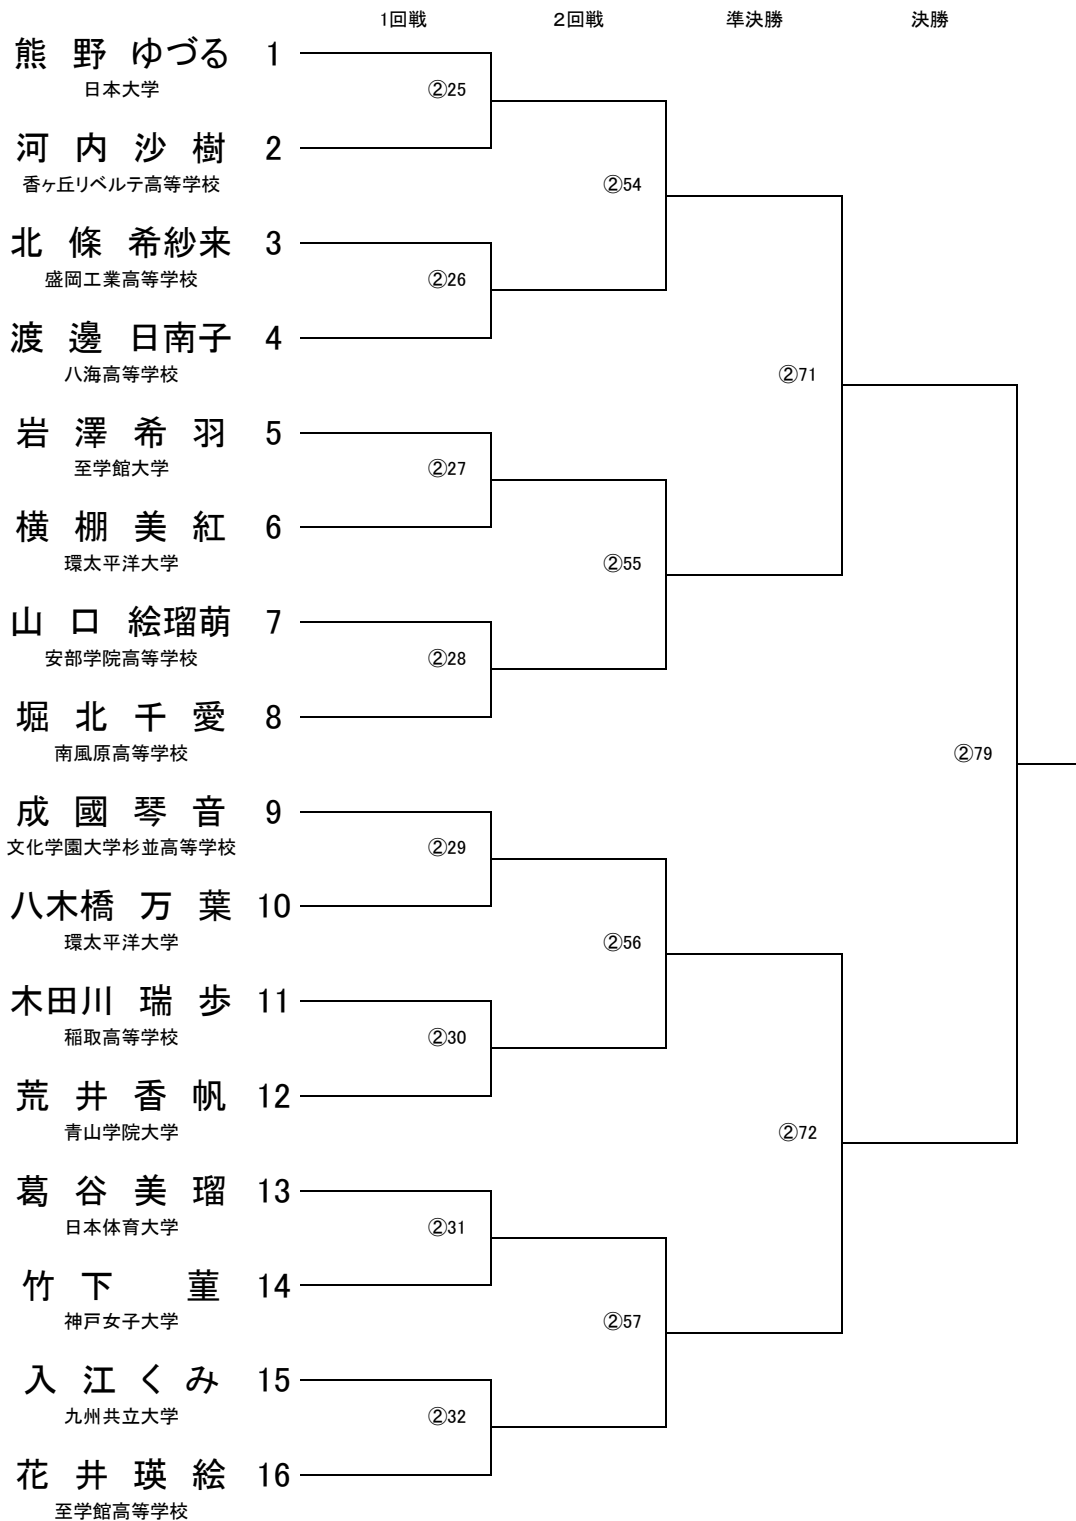 1回戦 2回戦 準決勝 決勝
熊野 ゆづる 1
日本大学
②25
河内 沙樹 2
香ヶ丘リベルテ高等学校
②54
北條 希紗来 3
盛岡工業高等学校
②26
渡邊 日南子 4
八海高等学校
②71
岩澤 希羽 5
至学館大学
②27
横棚 美紅 6
環太平洋大学
②55
山口 絵瑠萌 7
安部学院高等学校
②28
堀北 千愛 8
南風原高等学校
②79
成國 琴音 9
文化学園大学杉並高等学校
②29
八木橋 万葉 10
環太平洋大学
②56
木田川 瑞歩 11
稲取高等学校
②30
荒井 香帆 12
青山学院大学
②72
葛谷 美瑠 13
日本体育大学
②31
竹下 菫 14
神戸女子大学
②57
入江 くみ 15
九州共立大学
②32
花井 瑛絵 16
至学館高等学校